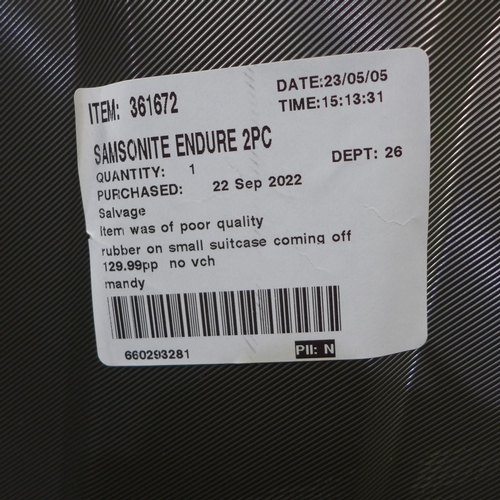 ITEM: 361672
DATE:23/05/05
TIME:15:13:31
SAMSONITE ENDURE 2PC
QUANTITY: 1
DEPT: 26
PURCHASED: 22 Sep 2022
Salvage
Item was of poor quality
rubber on small suitcase coming off
129.99pp no vch
mandy
660293281
PII: N